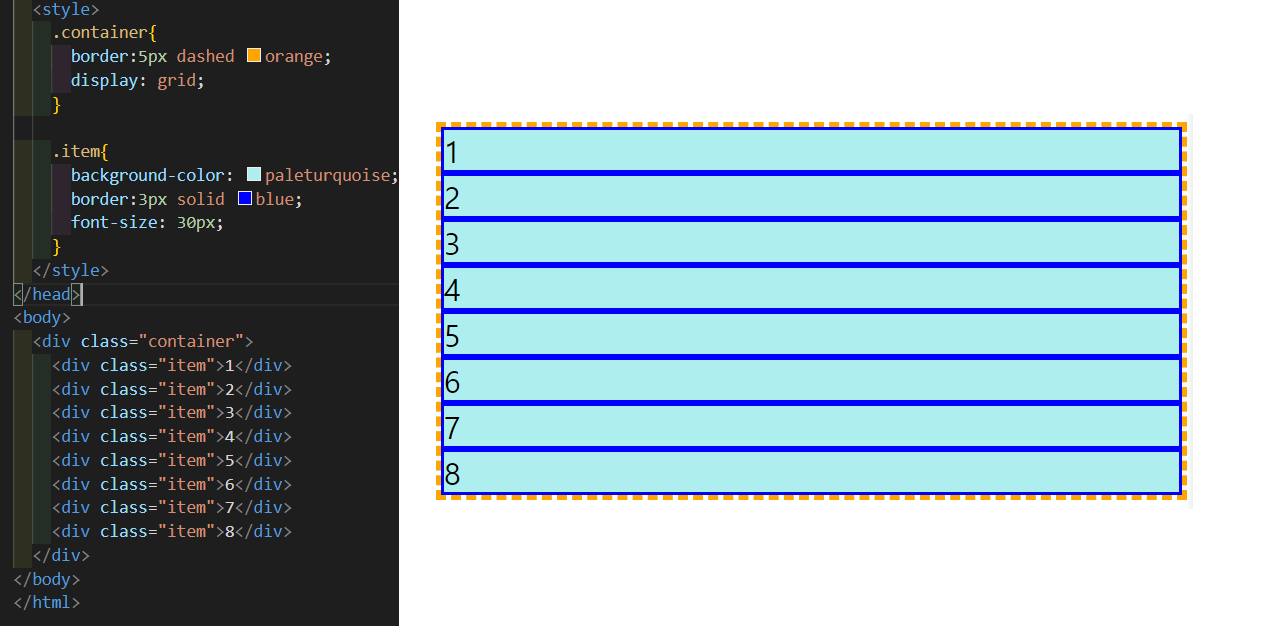 <style>
.container{
border:5px dashed orange;
display: grid;
}
.item{
background-color: paleturquoise;
border:3px solid blue;
font-size: 30px;
}
</style>
</head>
<body>
<div class="container">
<div class="item">1</div>
<div class="item">2</div>
<div class="item">3</div>
<div class="item">4</div>
<div class="item">5</div>
<div class="item">6</div>
<div class="item">7</div>
<div class="item">8</div>
</div>
</body>
</html>
1
2
3
4
5
6
7
8